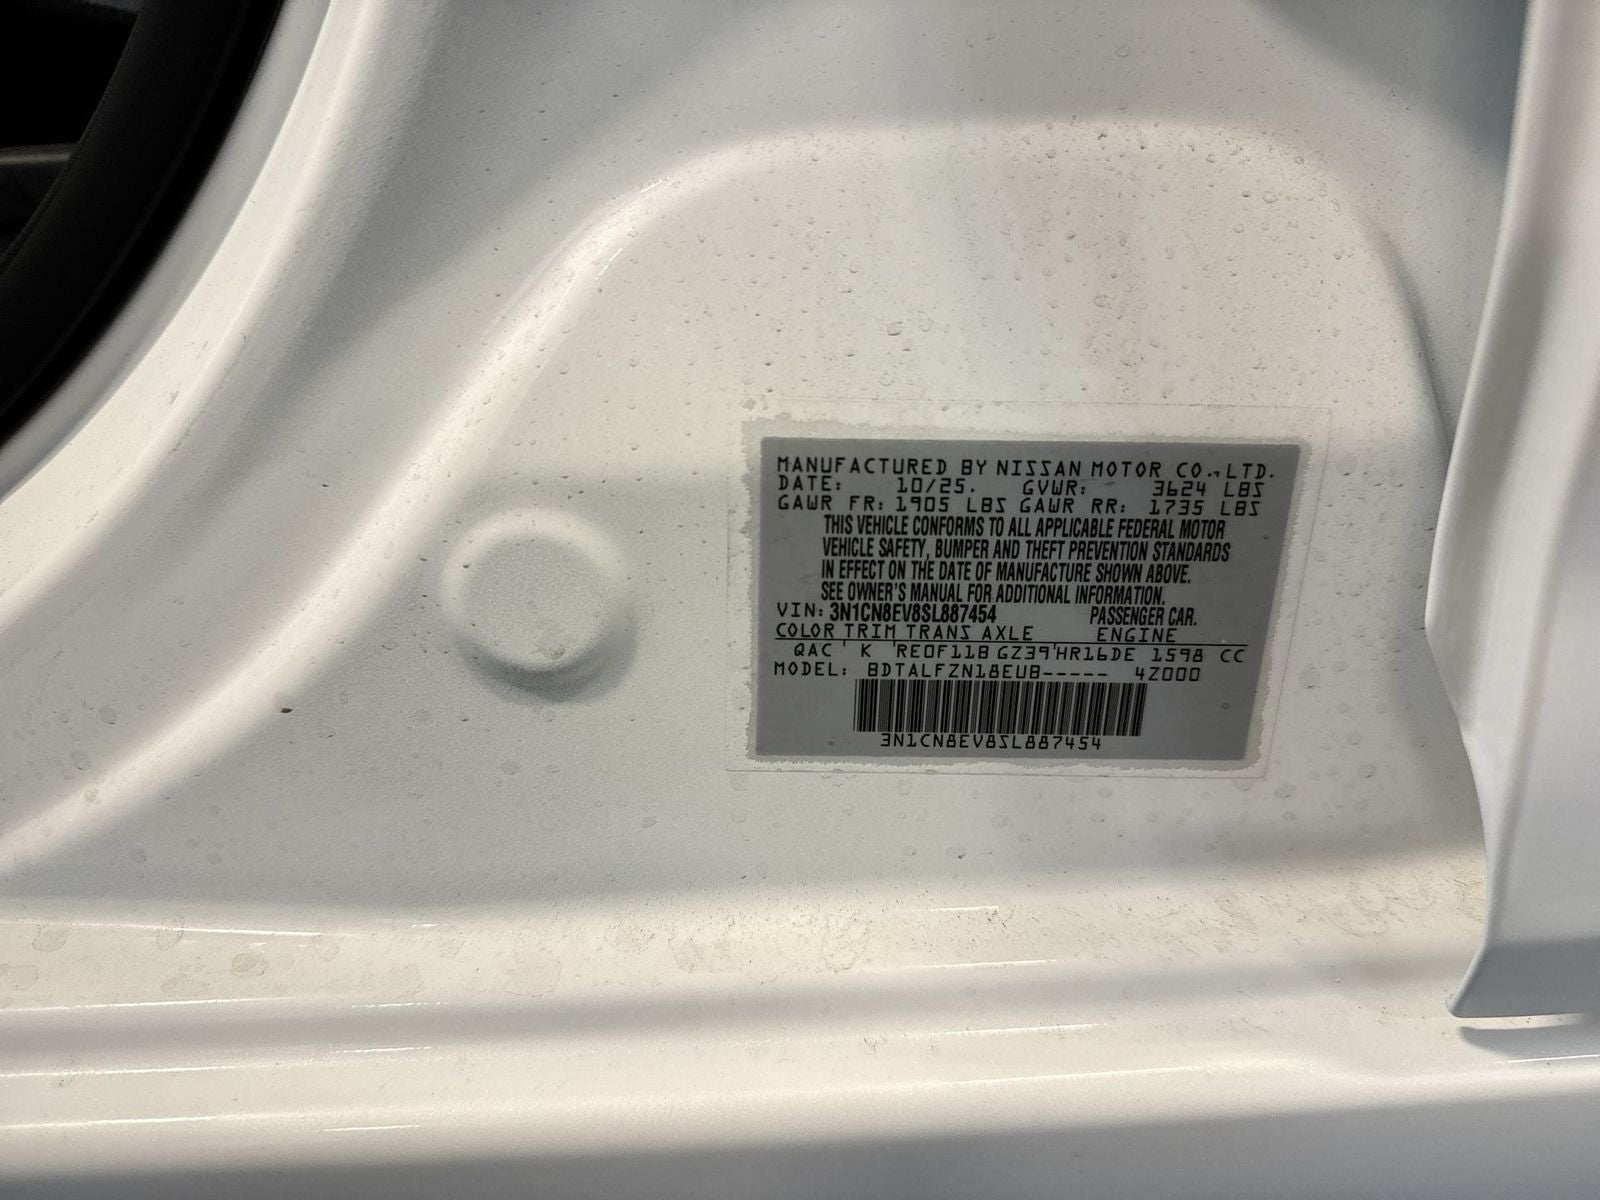 MANUFACTURED BY NISSAN MOTOR CO., LTD.
DATE: 10/25. GVWR: 3624 LBS
GAWR FR: 1905 LBS GAWR RR: 1735 LBS
THIS VEHICLE CONFORMS TO ALL APPLICABLE FEDERAL MOTOR
VEHICLE SAFETY, BUMPER AND THEFT PREVENTION STANDARDS
IN EFFECT ON THE DATE OF MANUFACTURE SHOWN ABOVE.
SEE OWNER'S MANUAL FOR ADDITIONAL INFORMATION.
VIN: 3N1CN8EV8SL887454 PASSENGER CAR.
COLOR TRIM TRANS AXLE ENGINE
QAC K RE0F11B GZ39 HR16DE 1598 CC
MODEL: BDTALFZN18EUB----- 4Z000
3N1CN8EV8SL887454